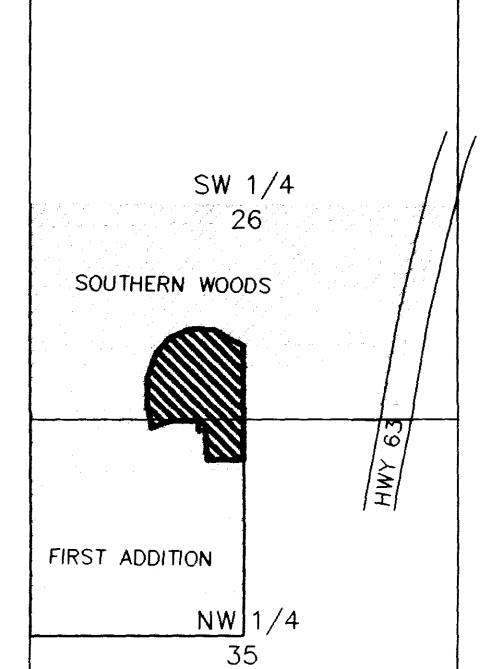 SW 1/4
26
SOUTHERN WOODS
HWY 63
FIRST ADDITION
NW 1/4
35